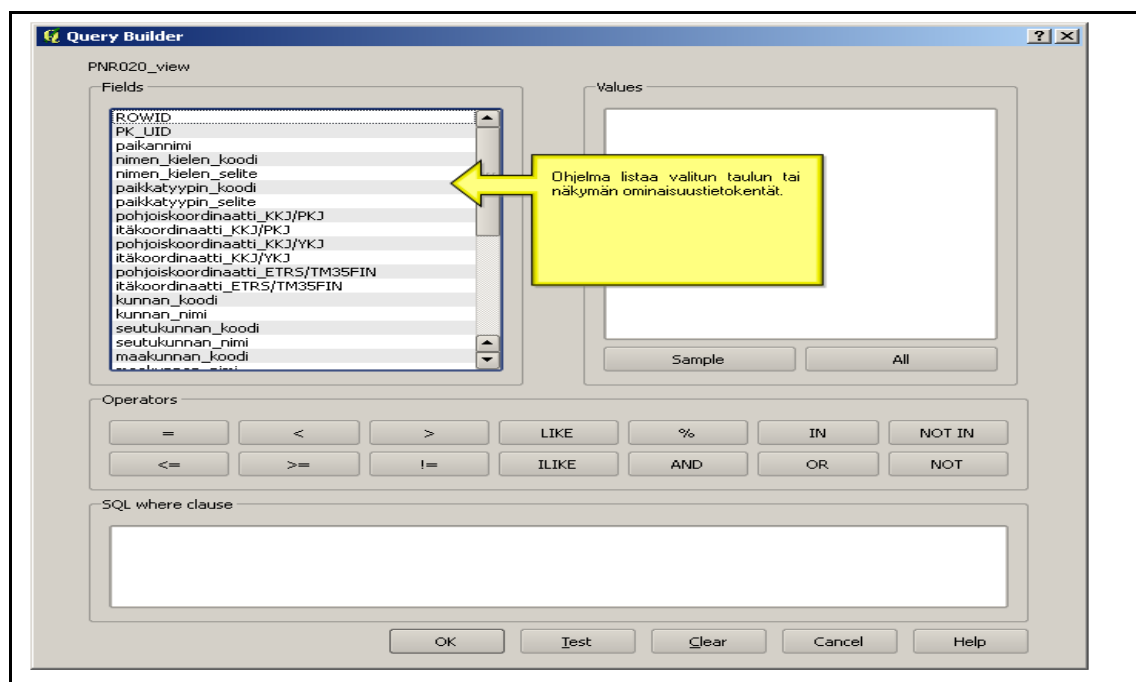 Query Builder
PNR020_view
Fields
ROWID
PK_UID
paikannimi
nimen_kielen_koodi
nimen_kielen_selite
paikkatyypin_koodi
paikkatyypin_selite
pohjoiskoordinaatti_KKJ/PKJ
itäkoordinaatti_KKJ/PKJ
pohjoiskoordinaatti_KKJ/YKJ
itäkoordinaatti_KKJ/YKJ
pohjoiskoordinaatti_ETRS/TM35FIN
itäkoordinaatti_ETRS/TM35FIN
kunnan_koodi
kunnan_nimi
seutukunnan_koodi
seutukunnan_nimi
maakunnan_koodi
Values
Ohjelma listaa valitun taulun tai
näkymän ominaisuustietokentät.
Sample All
Operators
= < > LIKE % IN NOT IN
<= >= != ILIKE AND OR NOT
SQL where clause
OK Test Clear Cancel Help